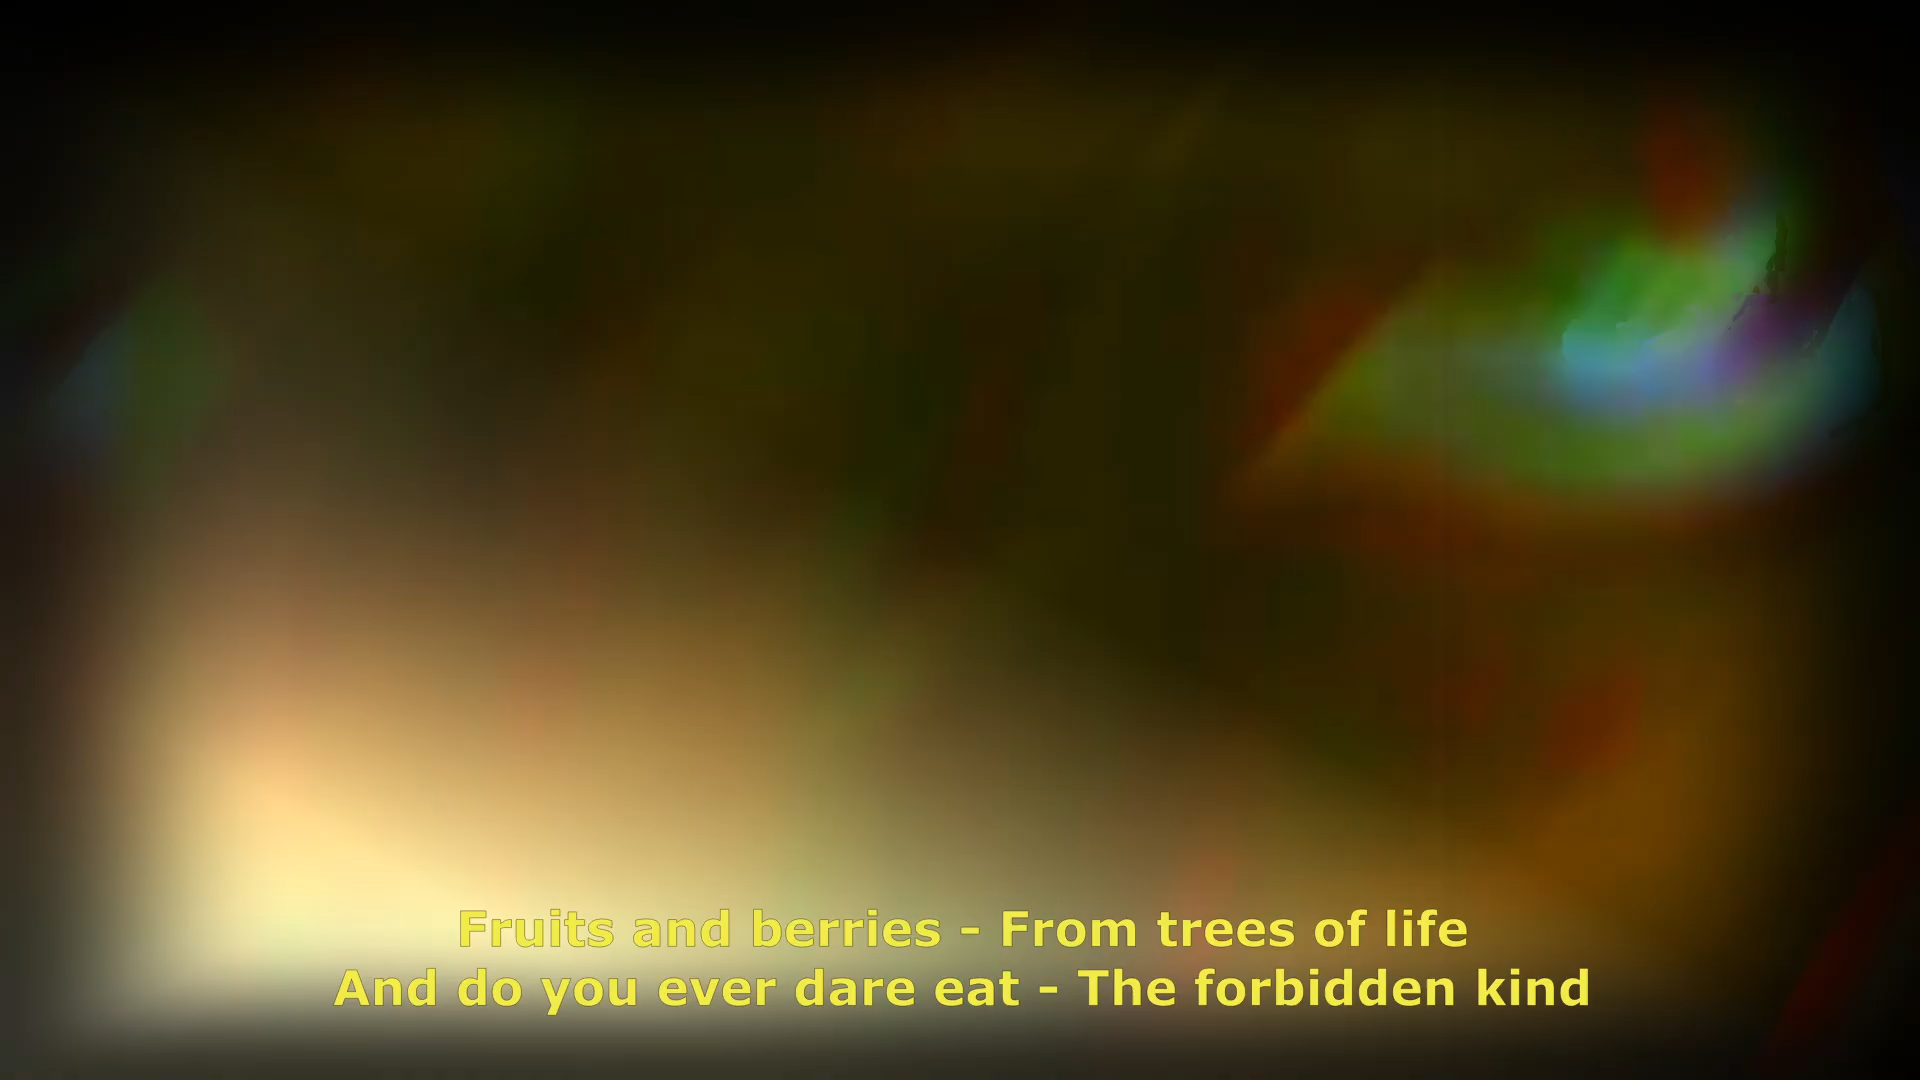 Fruits and berries - From trees of life
And do you ever dare eat - The forbidden kind